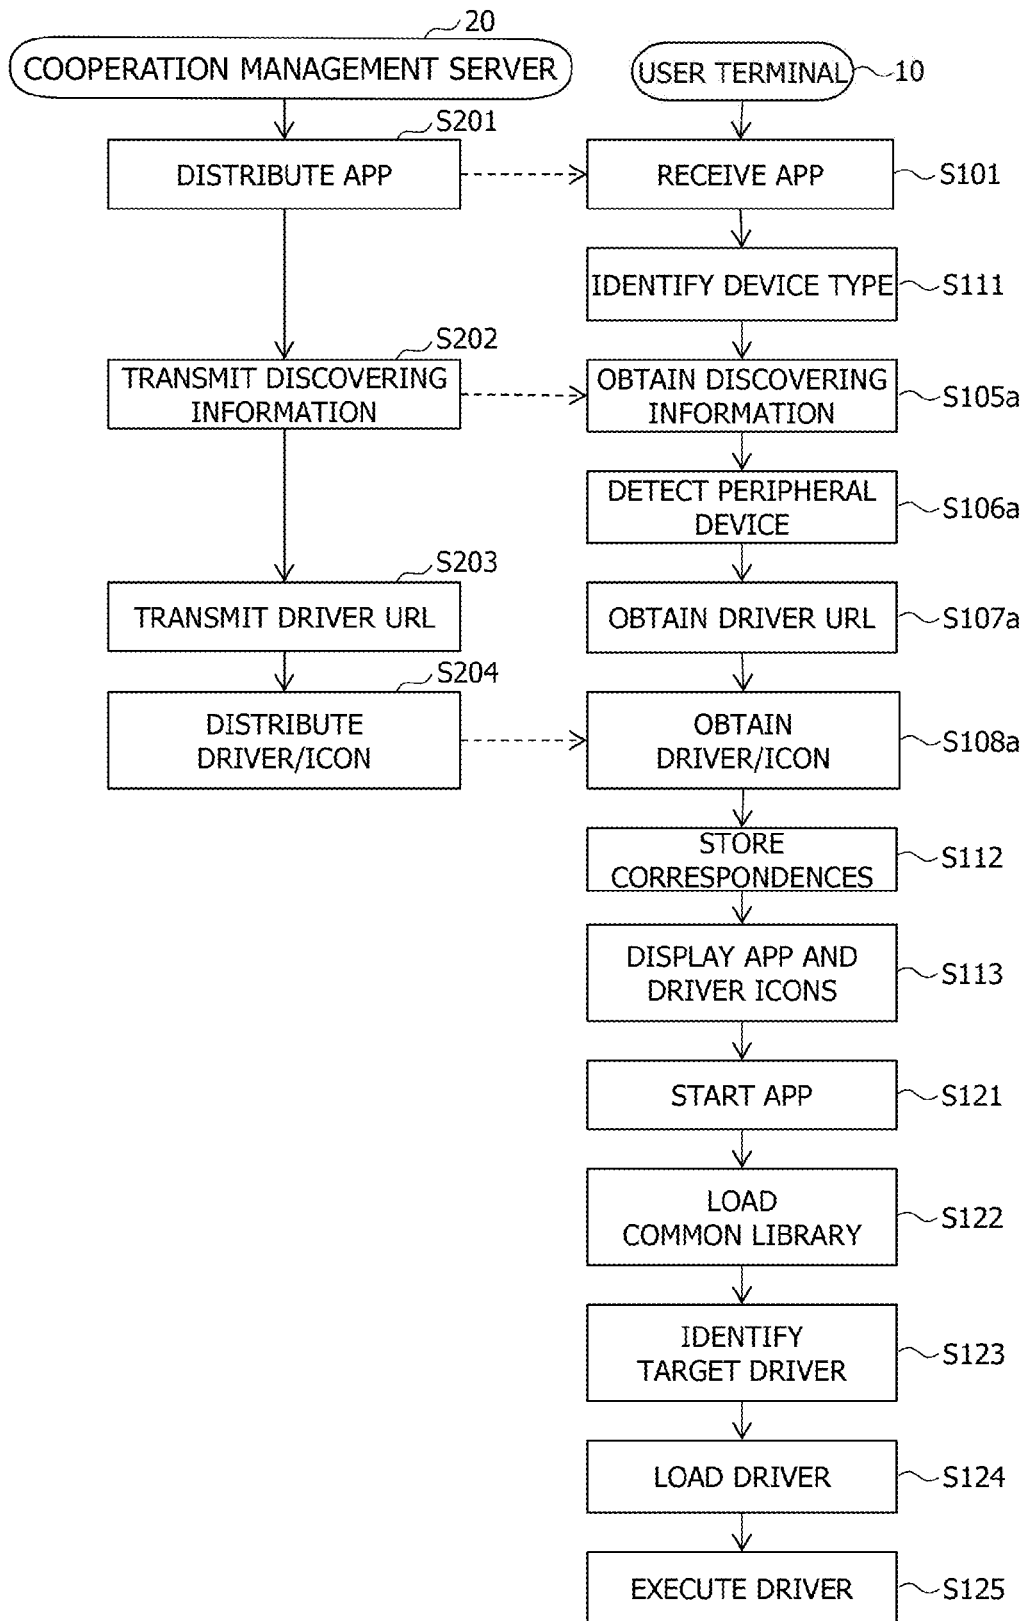 20
COOPERATION MANAGEMENT SERVER
USER TERMINAL
10
S201
DISTRIBUTE APP
RECEIVE APP
S101
IDENTIFY DEVICE TYPE
S111
S202
TRANSMIT DISCOVERING
INFORMATION
OBTAIN DISCOVERING
INFORMATION
S105a
DETECT PERIPHERAL
DEVICE
S106a
S203
TRANSMIT DRIVER URL
OBTAIN DRIVER URL
S107a
S204
DISTRIBUTE
DRIVER/ICON
OBTAIN
DRIVER/ICON
S108a
STORE
CORRESPONDENCES
S112
DISPLAY APP AND
DRIVER ICONS
S113
START APP
S121
LOAD
COMMON LIBRARY
S122
IDENTIFY
TARGET DRIVER
S123
LOAD DRIVER
S124
EXECUTE DRIVER
S125